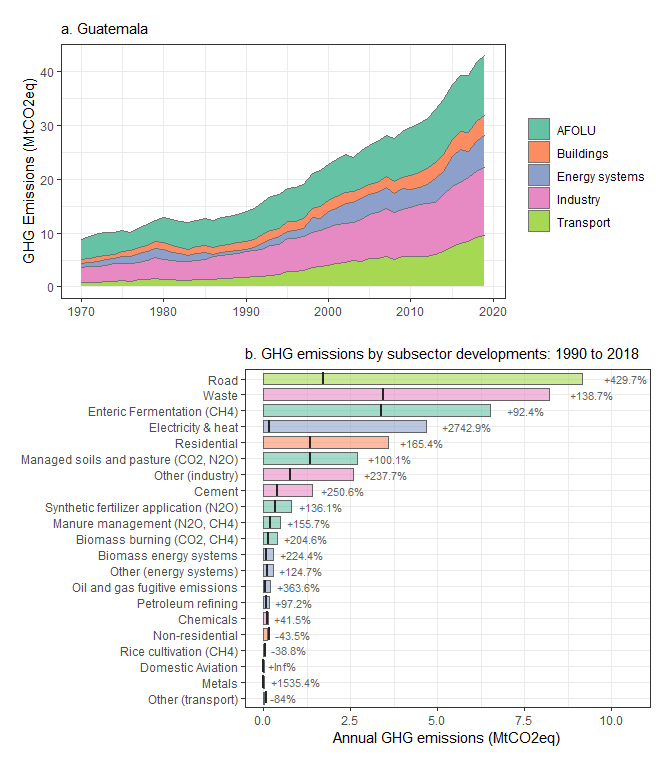 a. Guatemala
GHG Emissions (MtCO2eq)
40
30
20
10
0
1970
1980
1990
2000
2010
2020
AFOLU
Buildings
Energy systems
Industry
Transport
b. GHG emissions by subsector developments: 1990 to 2018
Road +429.7%
Waste +138.7%
Enteric Fermentation (CH4) +92.4%
Electricity & heat +2742.9%
Residential +165.4%
Managed soils and pasture (CO2, N2O) +100.1%
Other (industry) +237.7%
Cement +250.6%
Synthetic fertilizer application (N2O) +136.1%
Manure management (N2O, CH4) +155.7%
Biomass burning (CO2, CH4) +204.6%
Biomass energy systems +224.4%
Other (energy systems) +124.7%
Oil and gas fugitive emissions +363.6%
Petroleum refining +97.2%
Chemicals +41.5%
Non-residential -43.5%
Rice cultivation (CH4) -38.8%
Domestic Aviation +Inf%
Metals +1535.4%
Other (transport) -84%
0.0
2.5
5.0
7.5
10.0
Annual GHG emissions (MtCO2eq)